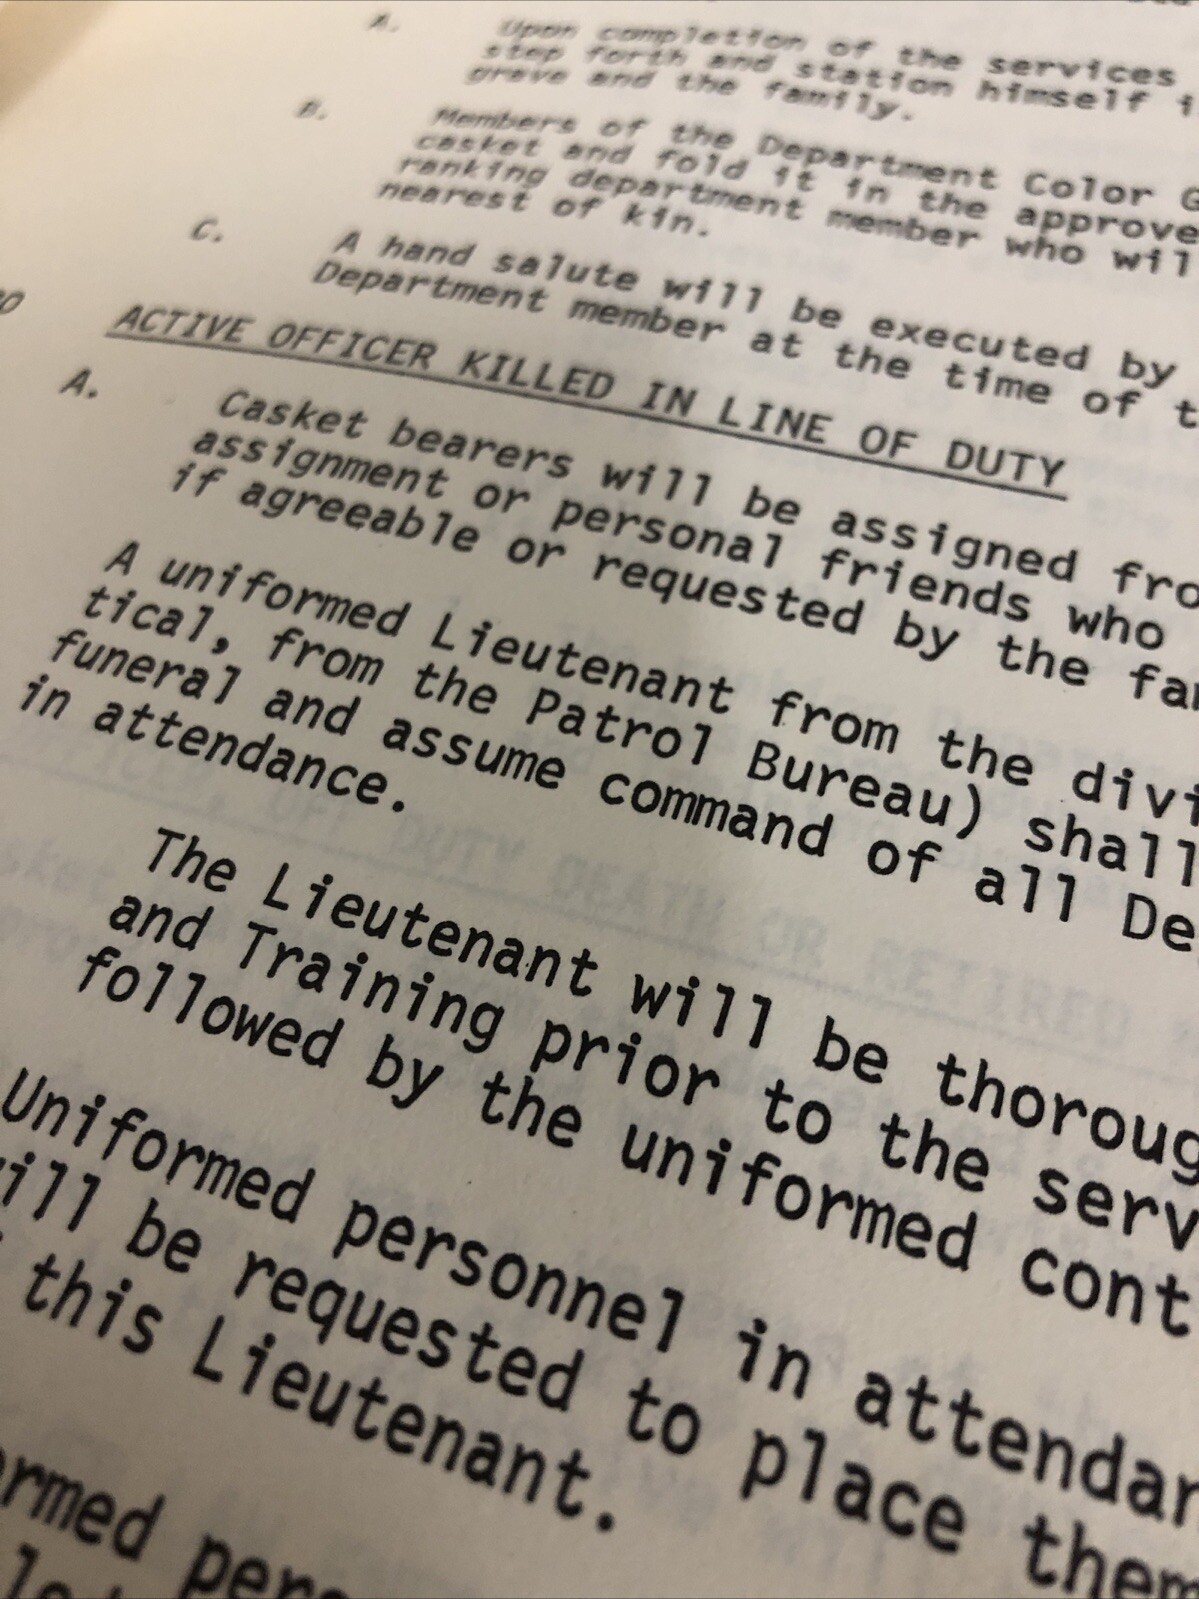 A. Upon completion of the services
step forth and station himself i
grave and the family.
B. Members of the Department Color G
casket and fold it in the approve
ranking department member who wil
nearest of kin.
C. A hand salute will be executed by
Department member at the time of t
ACTIVE OFFICER KILLED IN LINE OF DUTY
A. Casket bearers will be assigned fro
assignment or personal friends who
if agreeable or requested by the fam
A uniformed Lieutenant from the divi
tical, from the Patrol Bureau) shall
funeral and assume command of all De
in attendance.
The Lieutenant will be thoroug
and Training prior to the serv
followed by the uniformed cont
Uniformed personnel in attendan
will be requested to place them
this Lieutenant.
ormed pers